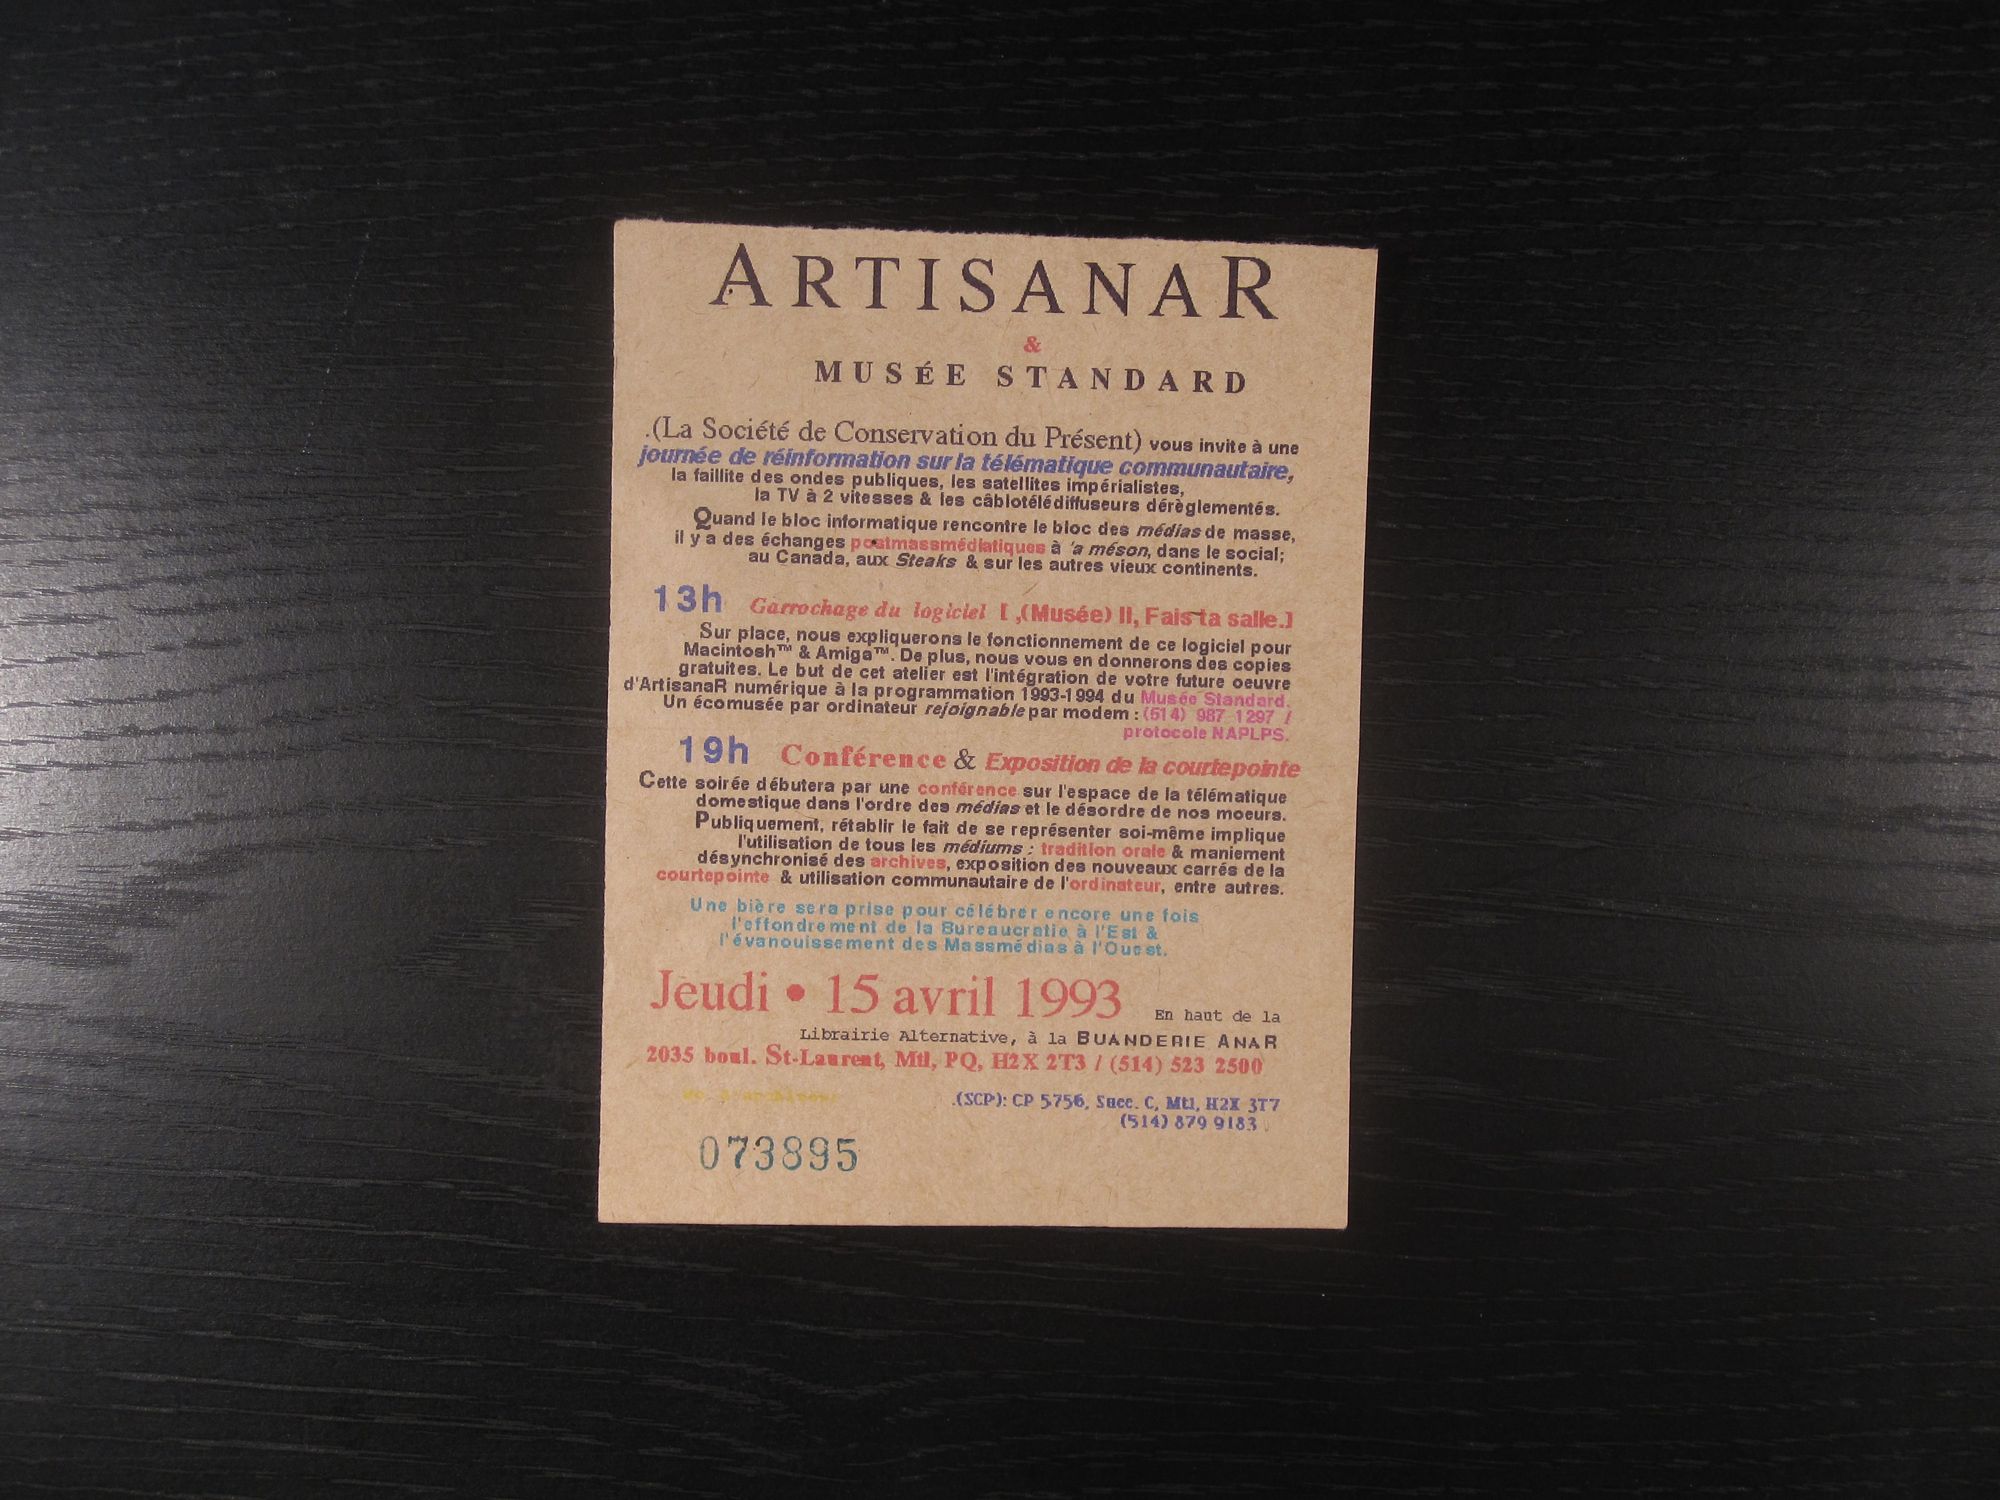 ARTISANAR
&
MUSÉE STANDARD
.(La Société de Conservation du Présent) vous invite à une
journée de réinformation sur la télématique communautaire,
la faillite des ondes publiques, les satellites impérialistes,
la TV à 2 vitesses & les câblotélédiffuseurs dérèglementés.
Quand le bloc informatique rencontre le bloc des médias de masse,
il y a des échanges postmassmédiatiques à 'a méson, dans le social;
au Canada, aux Steaks & sur les autres vieux continents.
13h Garrochage du logiciel [ ,(Musée) II, Fais ta salle.]
Sur place, nous expliquerons le fonctionnement de ce logiciel pour
Macintosh™ & Amiga™. De plus, nous vous en donnerons des copies
gratuites. Le but de cet atelier est l'intégration de votre future oeuvre
d'ArtisanaR numérique à la programmation 1993-1994 du Musée Standard.
Un écomusée par ordinateur rejoignable par modem : (514) 987 1297 /
protocole NAPLPS.
19h Conférence & Exposition de la courtepointe
Cette soirée débutera par une conférence sur l'espace de la télématique
domestique dans l'ordre des médias et le désordre de nos moeurs.
Publiquement, rétablir le fait de se représenter soi-même implique
l'utilisation de tous les médiums : tradition orale & maniement
désynchronisé des archives, exposition des nouveaux carrés de la
courtepointe & utilisation communautaire de l'ordinateur, entre autres.
Une bière sera prise pour célébrer encore une fois
l'effondrement de la Bureaucratie à l'Est &
l'évanouissement des Massmédias à l'Ouest.
Jeudi • 15 avril 1993 En haut de la
Librairie Alternative, à la BUANDERIE ANAR
2035 boul. St-Laurent, Mtl, PQ, H2X 2T3 / (514) 523 2500
.(SCP): CP 5756, Succ. C, Mtl, H2X 3T7
(514) 879 9183
073895